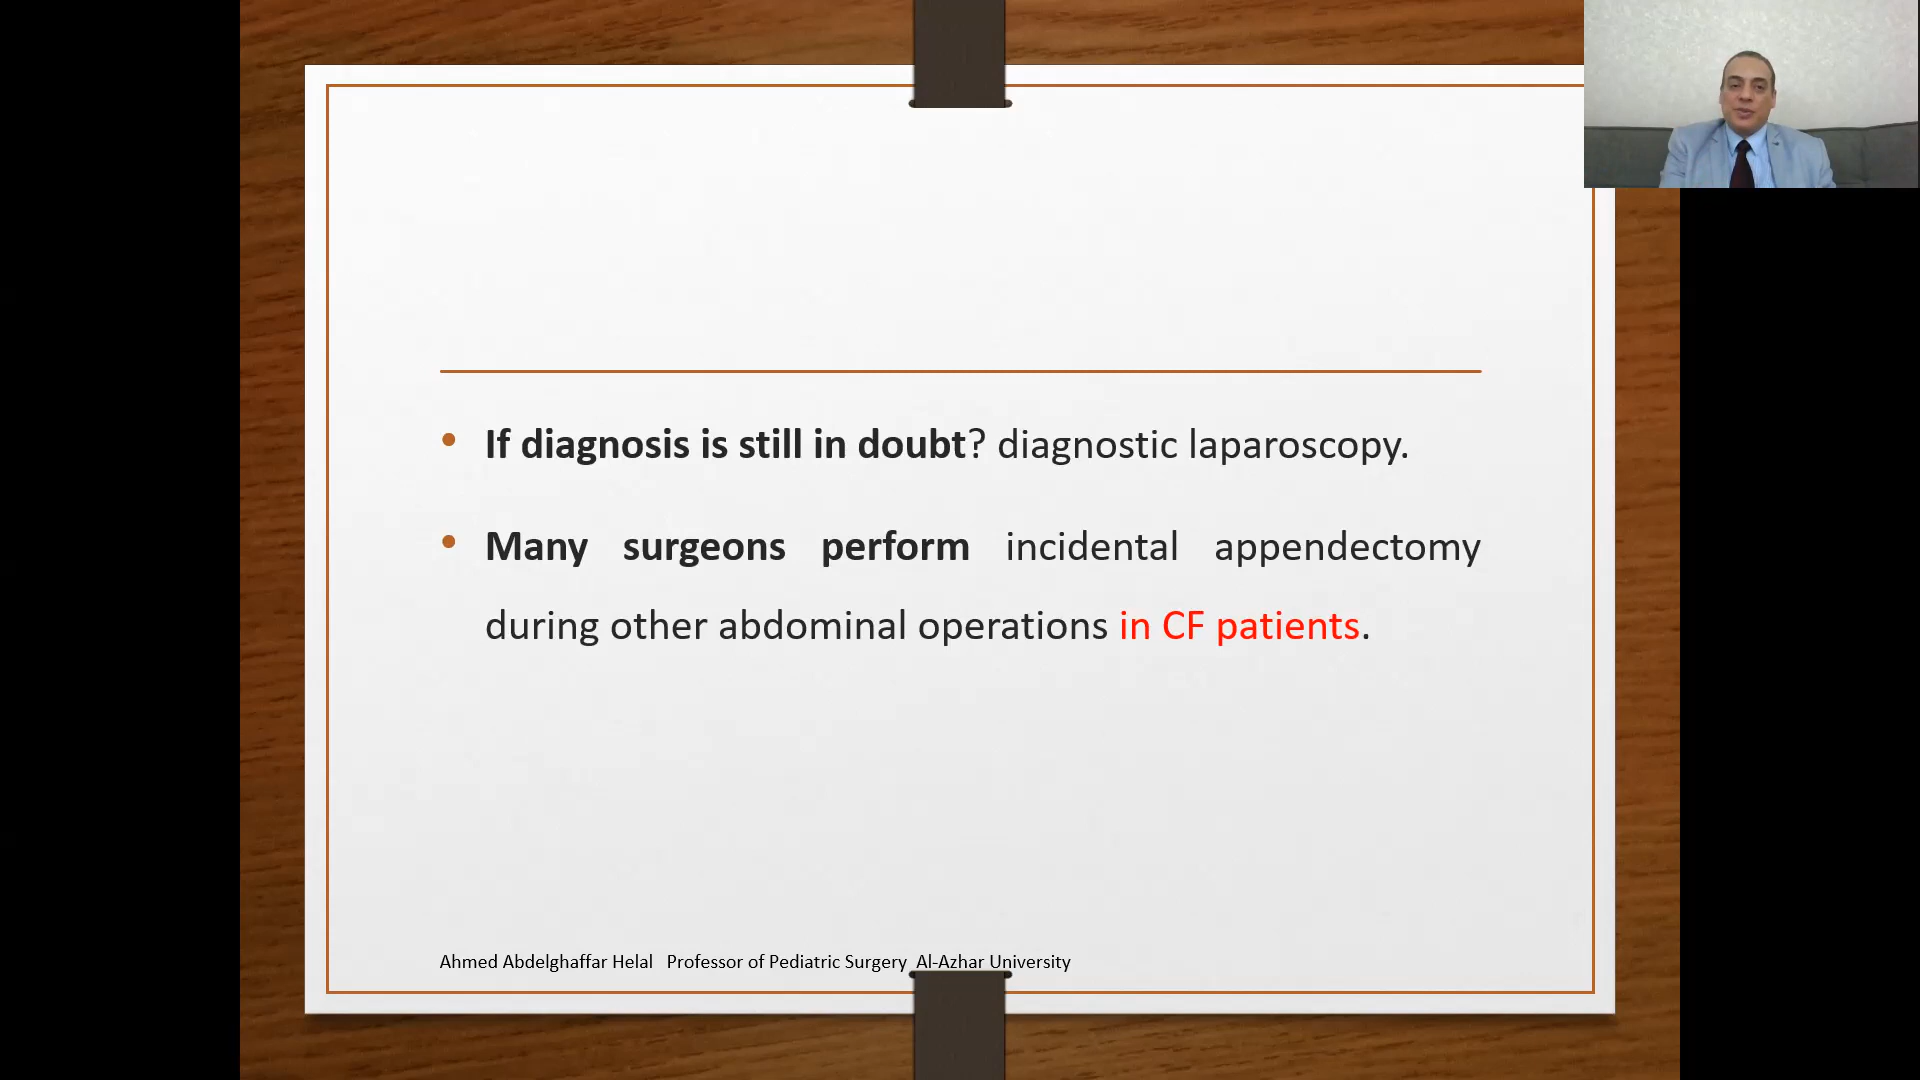 • If diagnosis is still in doubt? diagnostic laparoscopy.
• Many surgeons perform incidental appendectomy
during other abdominal operations in CF patients.
Ahmed Abdelghaffar Helal Professor of Pediatric Surgery Al-Azhar University